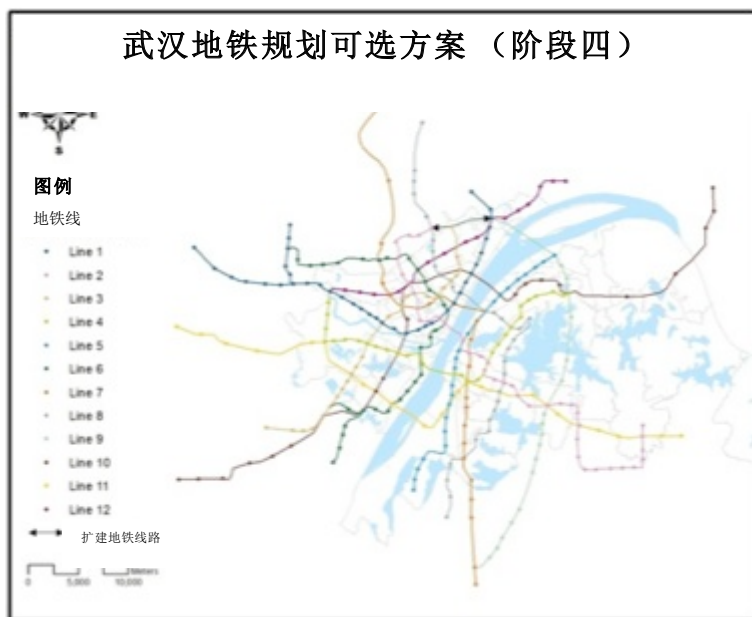 武汉地铁规划可选方案 （阶段四）
W E
S
图例
地铁线
Line 1
Line 2
Line 3
Line 4
Line 5
Line 6
Line 7
Line 8
Line 9
Line 10
Line 11
Line 12
扩建地铁线路
Meters
0 5,000 10,000